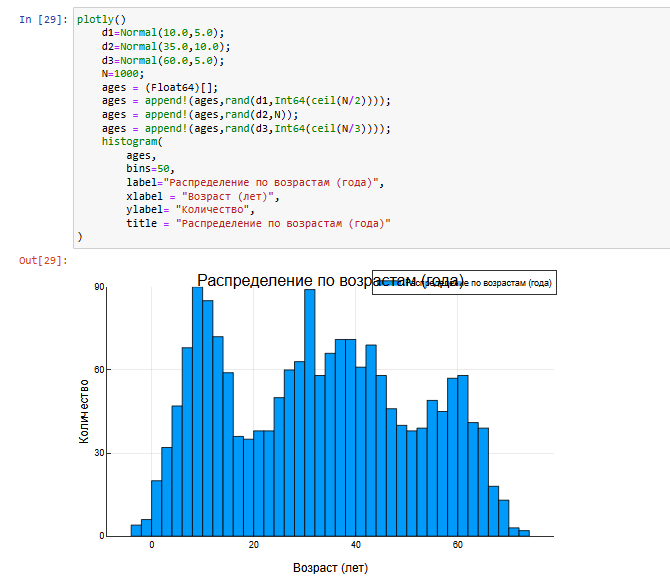 In [29]: plotly()
d1=Normal(10.0,5.0);
d2=Normal(35.0,10.0);
d3=Normal(60.0,5.0);
N=1000;
ages = (Float64)[];
ages = append!(ages,rand(d1,Int64(ceil(N/2))));
ages = append!(ages,rand(d2,N));
ages = append!(ages,rand(d3,Int64(ceil(N/3))));
histogram(
ages,
bins=50,
label="Распределение по возрастам (года)",
xlabel = "Возраст (лет)",
ylabel= "Количество",
title = "Распределение по возрастам (года)"
)
Out[29]:
Распределение по возрастам (года)
Распределение по возрастам (года)
90
60
30
0
Количество
0 20 40 60
Возраст (лет)